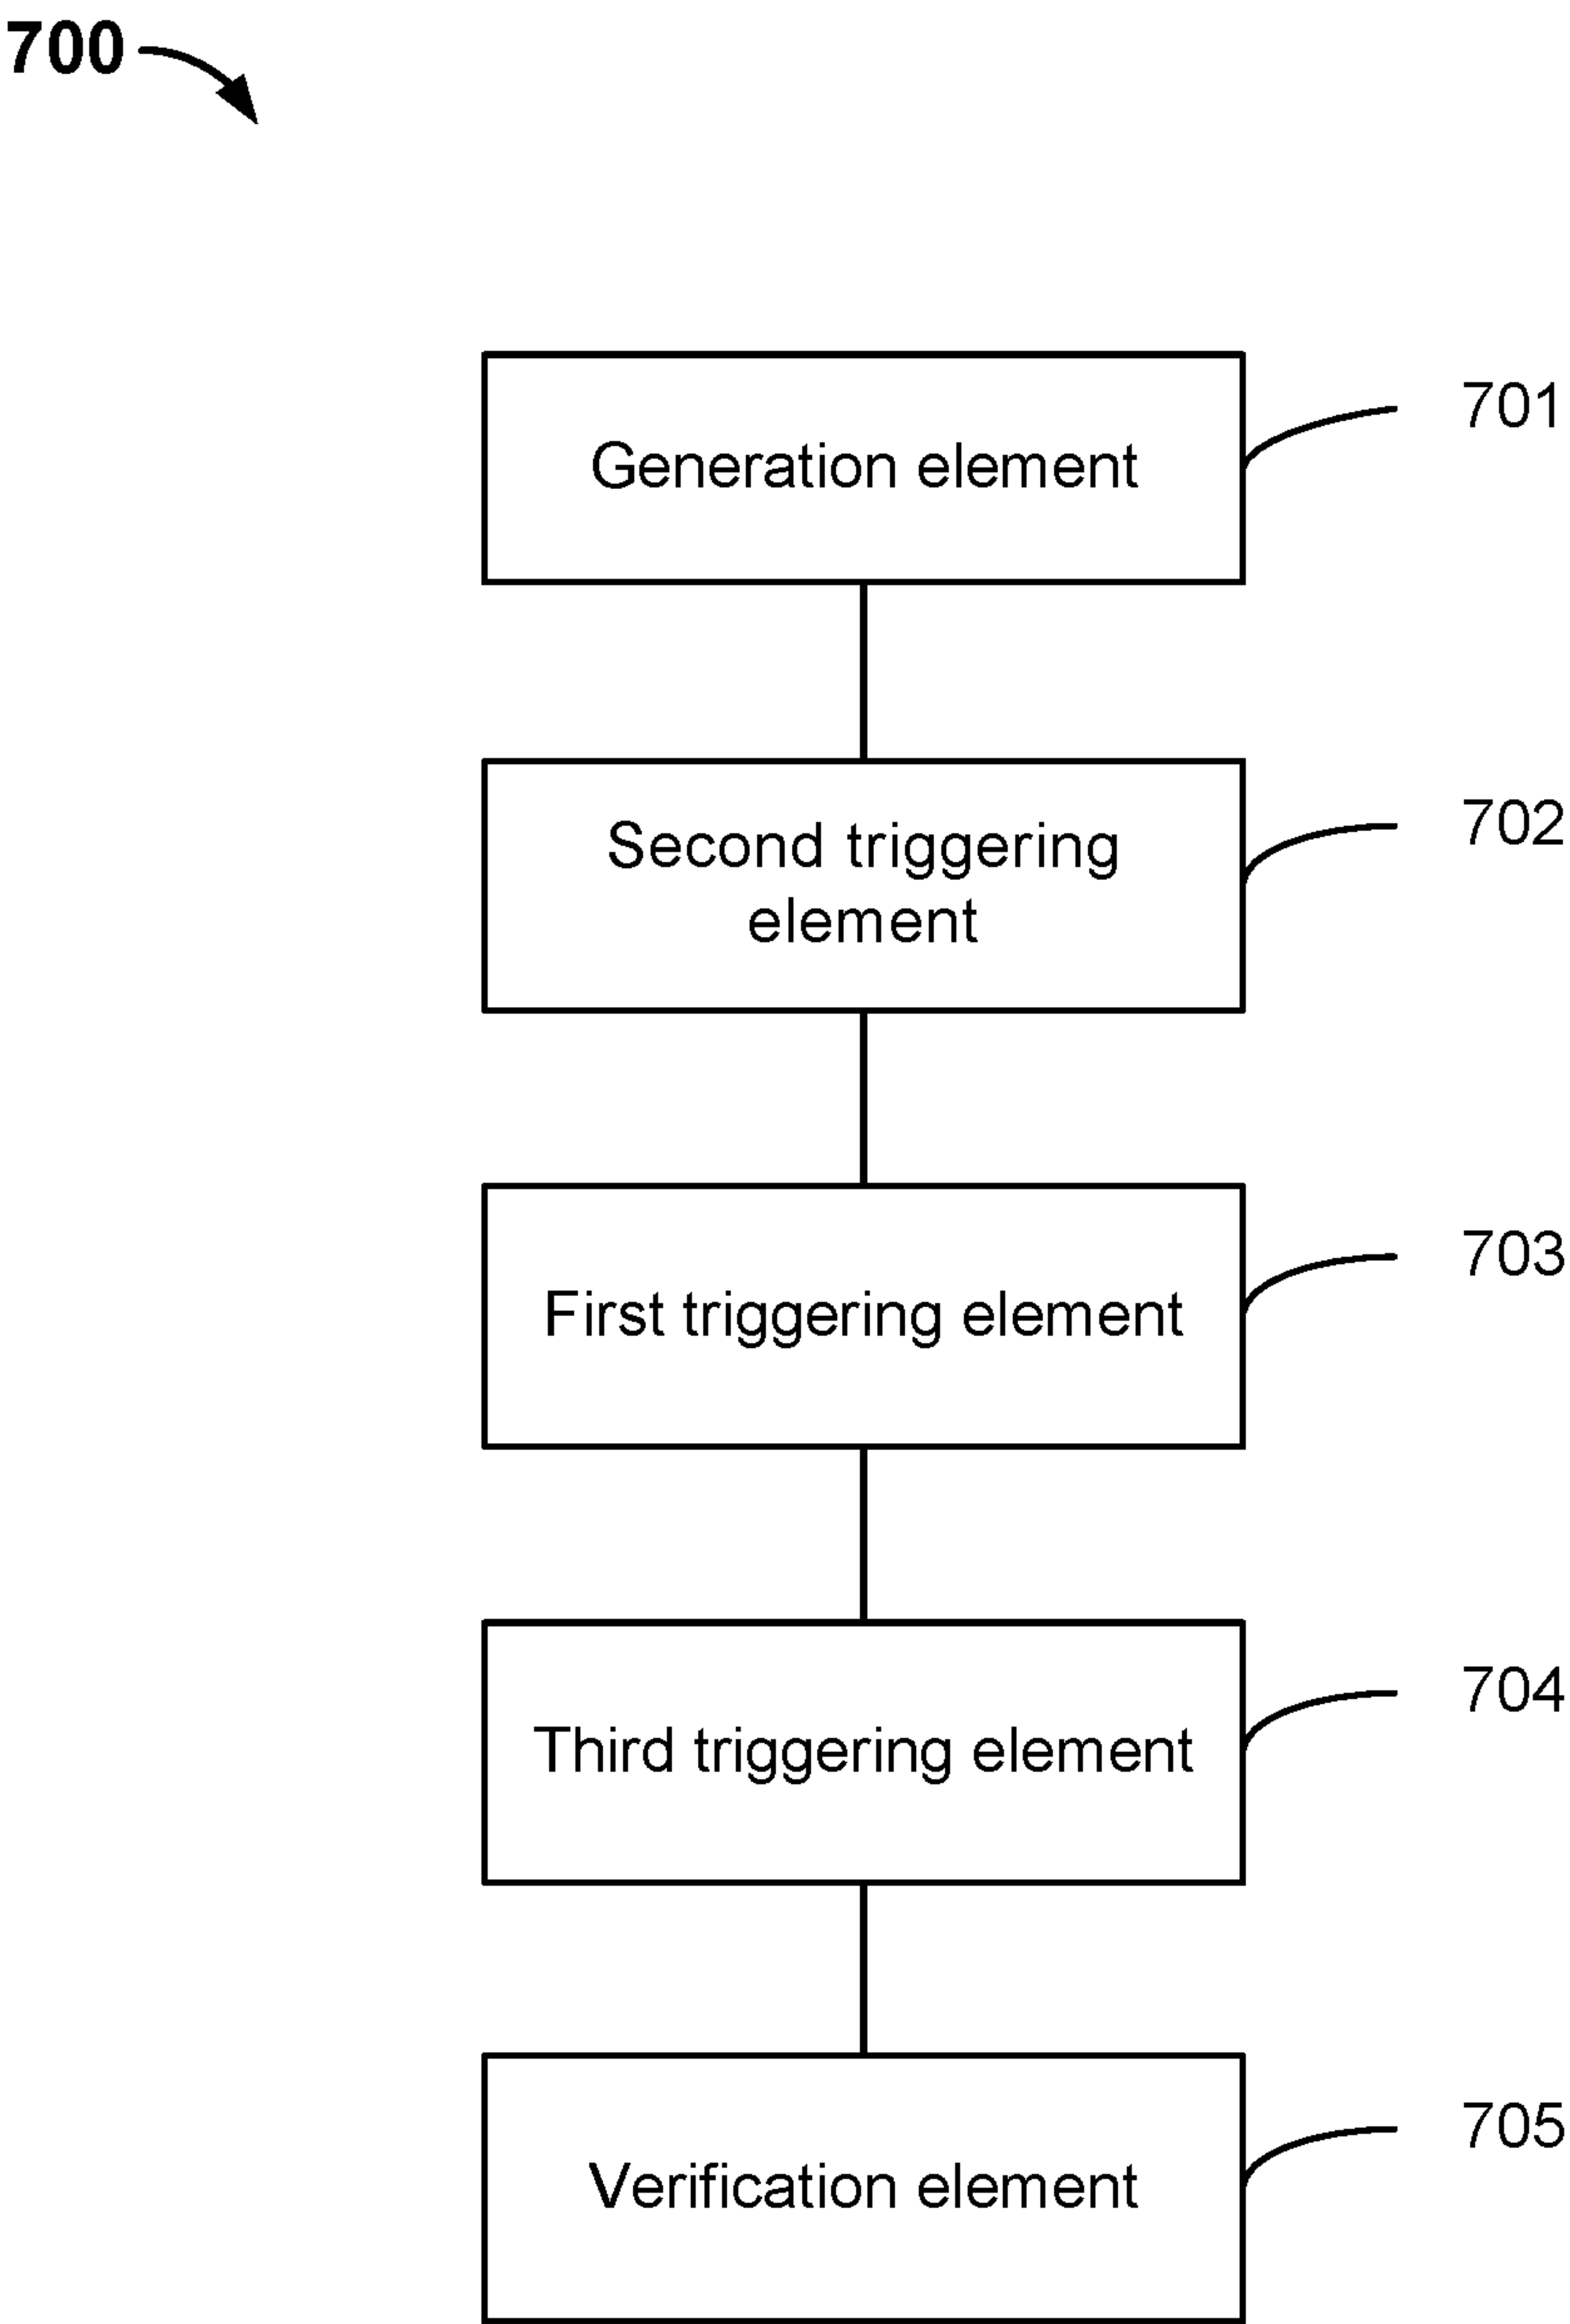 700
Generation element
701
Second triggering
element
702
First triggering element
703
Third triggering element
704
Verification element
705